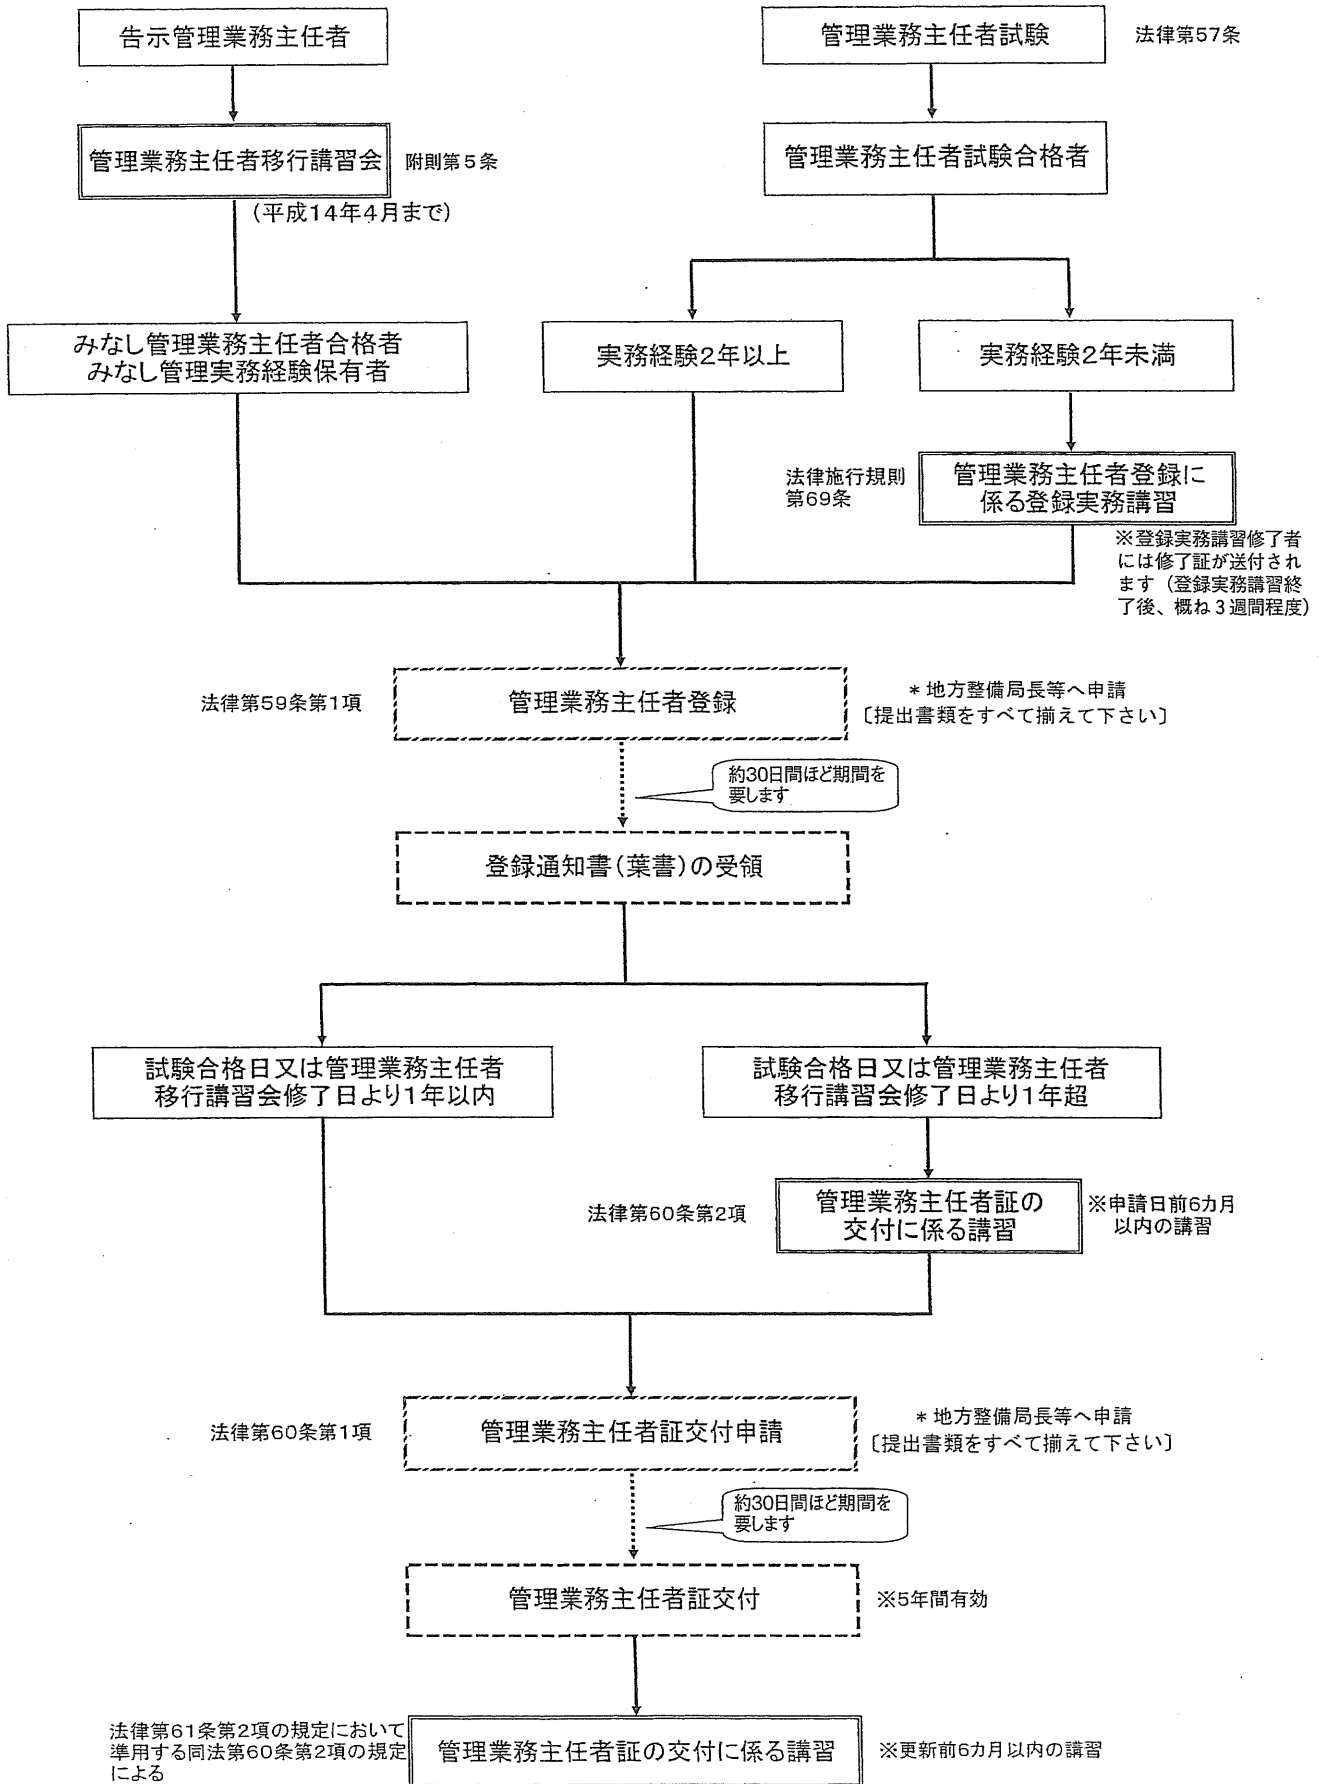 告示管理業務主任者
管理業務主任者試験
法律第57条
管理業務主任者移行講習会
附則第5条
(平成14年4月まで)
管理業務主任者試験合格者
みなし管理業務主任者合格者
みなし管理実務経験保有者
実務経験2年以上
実務経験2年未満
法律施行規則
第69条
管理業務主任者登録に
係る登録実務講習
※登録実務講習修了者
には修了証が送付され
ます(登録実務講習終
了後、概ね3週間程度)
法律第59条第1項
管理業務主任者登録
*地方整備局長等へ申請
〔提出書類をすべて揃えて下さい〕
約30日間ほど期間を
要します
登録通知書(葉書)の受領
試験合格日又は管理業務主任者
移行講習会修了日より1年以内
試験合格日又は管理業務主任者
移行講習会修了日より1年超
法律第60条第2項
管理業務主任者証の
交付に係る講習
※申請日前6カ月
以内の講習
法律第60条第1項
管理業務主任者証交付申請
*地方整備局長等へ申請
〔提出書類をすべて揃えて下さい〕
約30日間ほど期間を
要します
管理業務主任者証交付
※5年間有効
法律第61条第2項の規定において
準用する同法第60条第2項の規定
による
管理業務主任者証の交付に係る講習
※更新前6カ月以内の講習